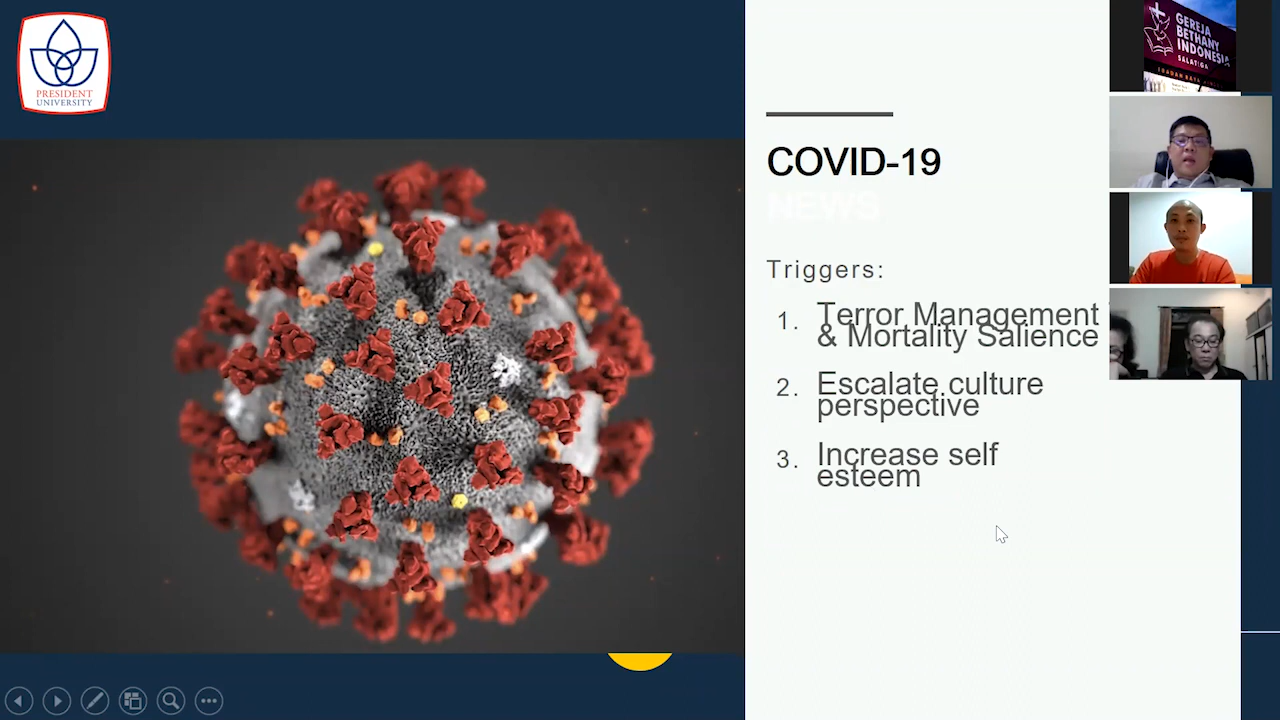 PRESIDENT
UNIVERSITY
COVID-19
NEWS
Triggers:
1. Terror Management
& Mortality Salience
2. Escalate culture
perspective
3. Increase self
esteem
GEREJA
BETHANY
INDONESIA
SALATIGA